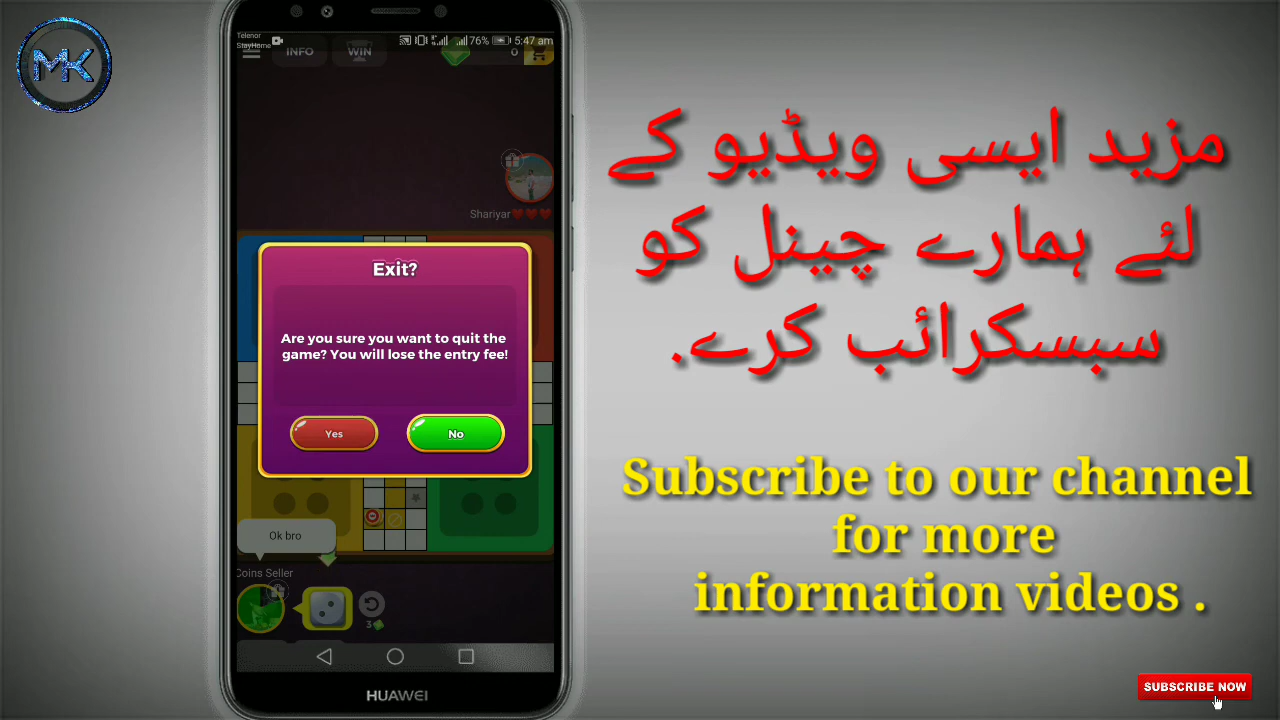 MK
Telenor
StayHome
76%
5:47 am
INFO
WIN
0
Shariyar
Exit?
Are you sure you want to quit the
game? You will lose the entry fee!
Yes
No
Ok bro
Coins Seller
3
HUAWEI
مزید ایسی ویڈیو کے
لئے ہمارے چینل کو
سبسکرائب کرے.
Subscribe to our channel
for more
information videos .
SUBSCRIBE NOW